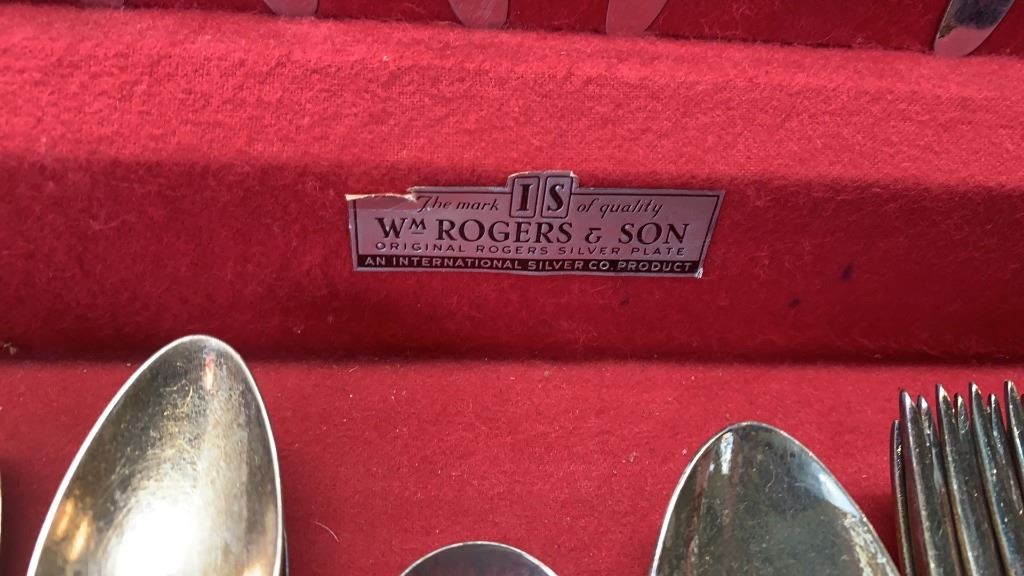 The mark IS of quality
WM ROGERS & SON
ORIGINAL ROGERS SILVER PLATE
AN INTERNATIONAL SILVER CO. PRODUCT